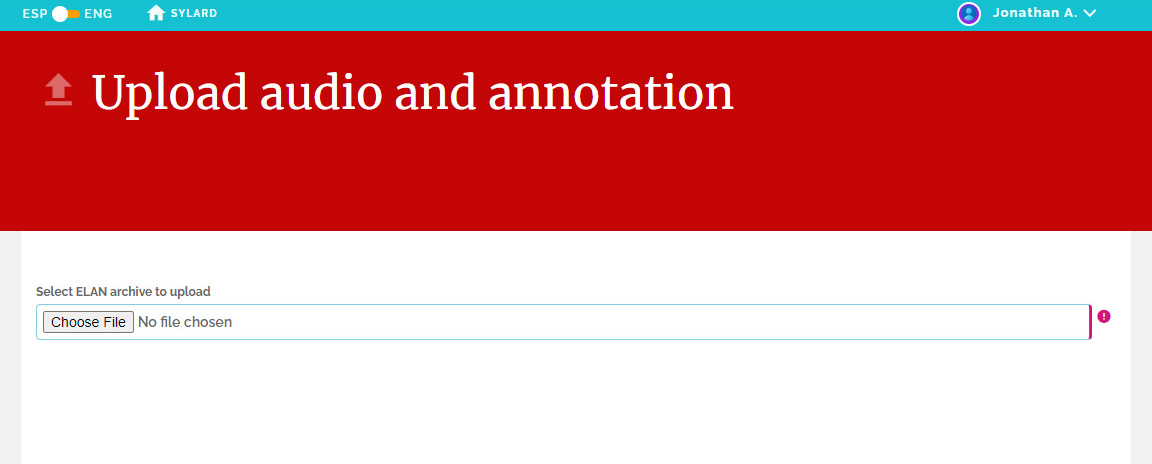 ESP ENG SYLARD Jonathan A.
Upload audio and annotation
Select ELAN archive to upload
Choose File No file chosen